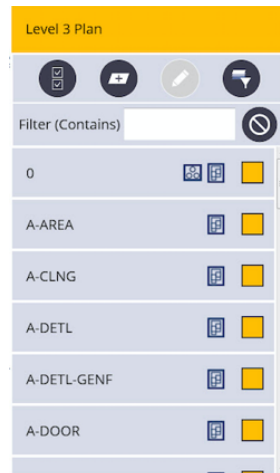 Level 3 Plan
Filter (Contains)
0
A-AREA
A-CLNG
A-DETL
A-DETL-GENF
A-DOOR